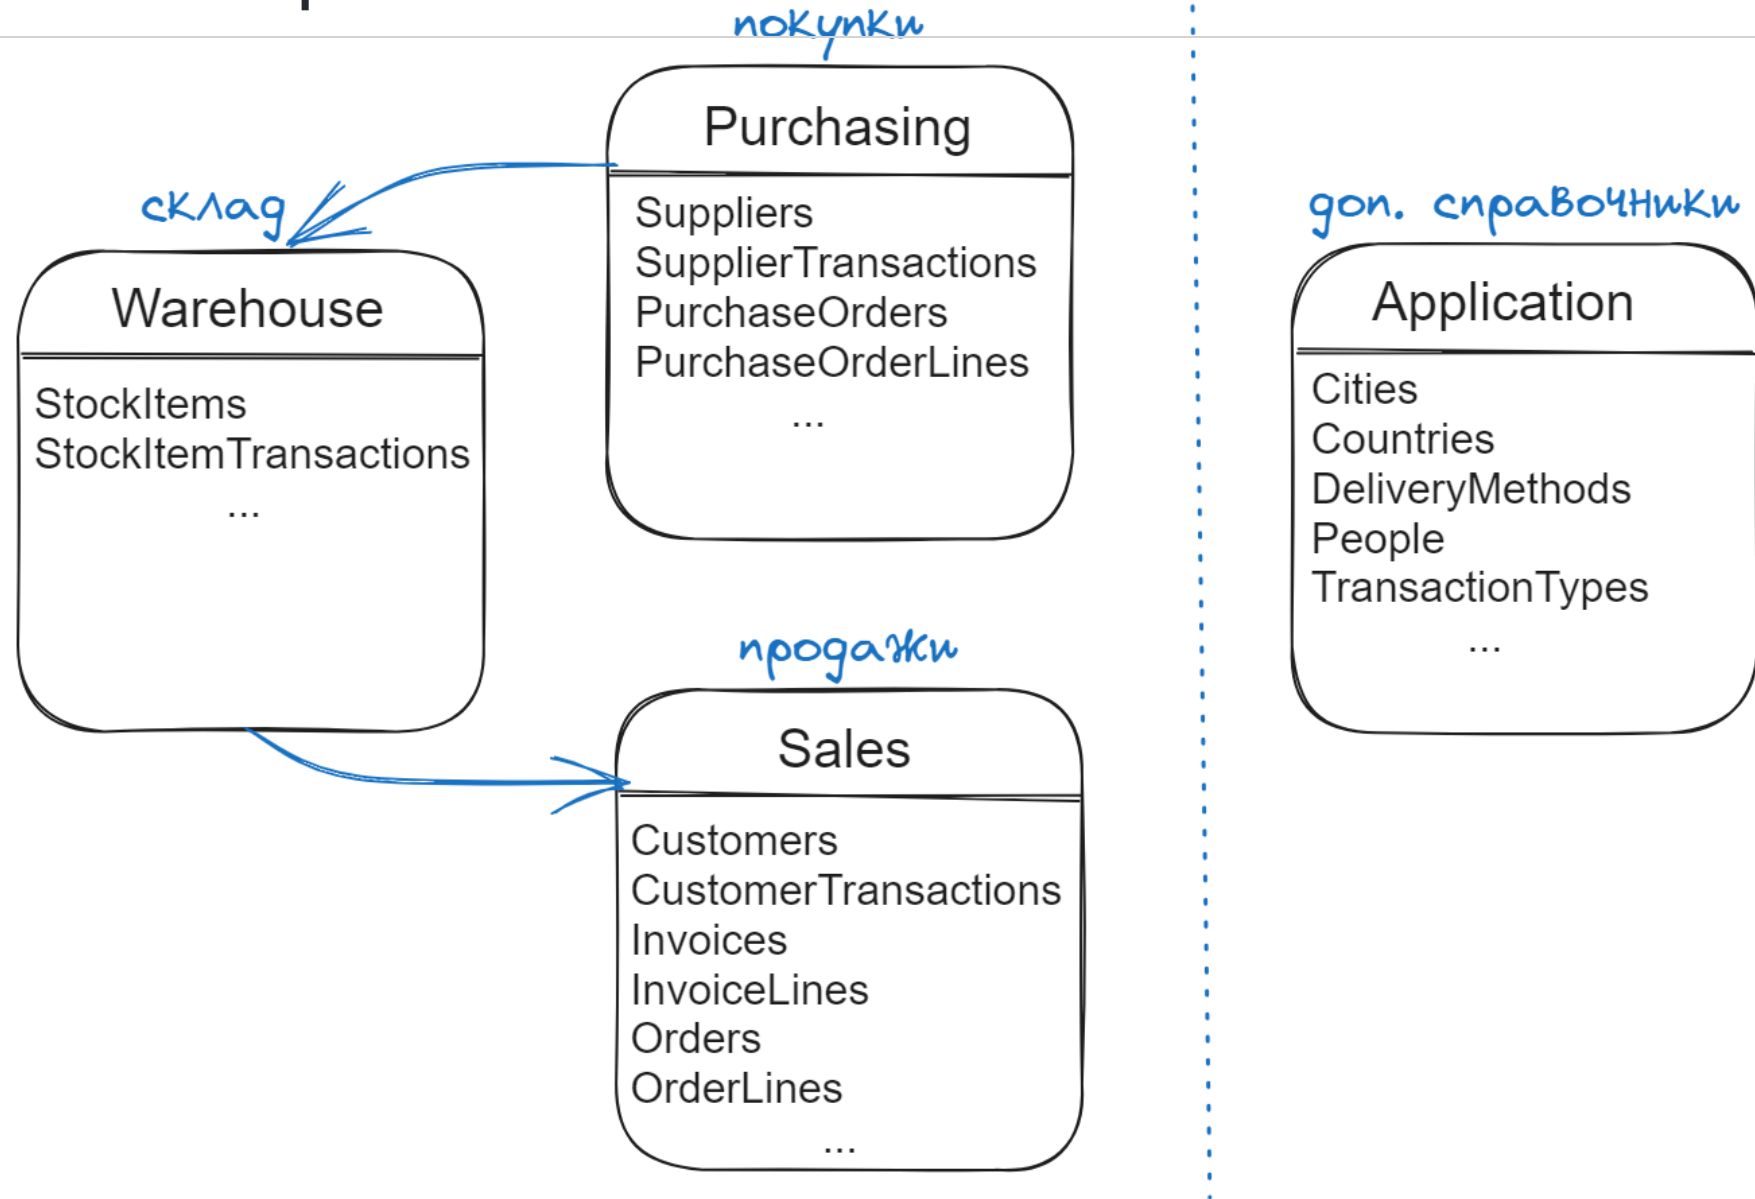 покупки
Purchasing
Suppliers
SupplierTransactions
PurchaseOrders
PurchaseOrderLines
...
склад
Warehouse
StockItems
StockItemTransactions
...
продажи
Sales
Customers
CustomerTransactions
Invoices
InvoiceLines
Orders
OrderLines
...
доп. справочники
Application
Cities
Countries
DeliveryMethods
People
TransactionTypes
...